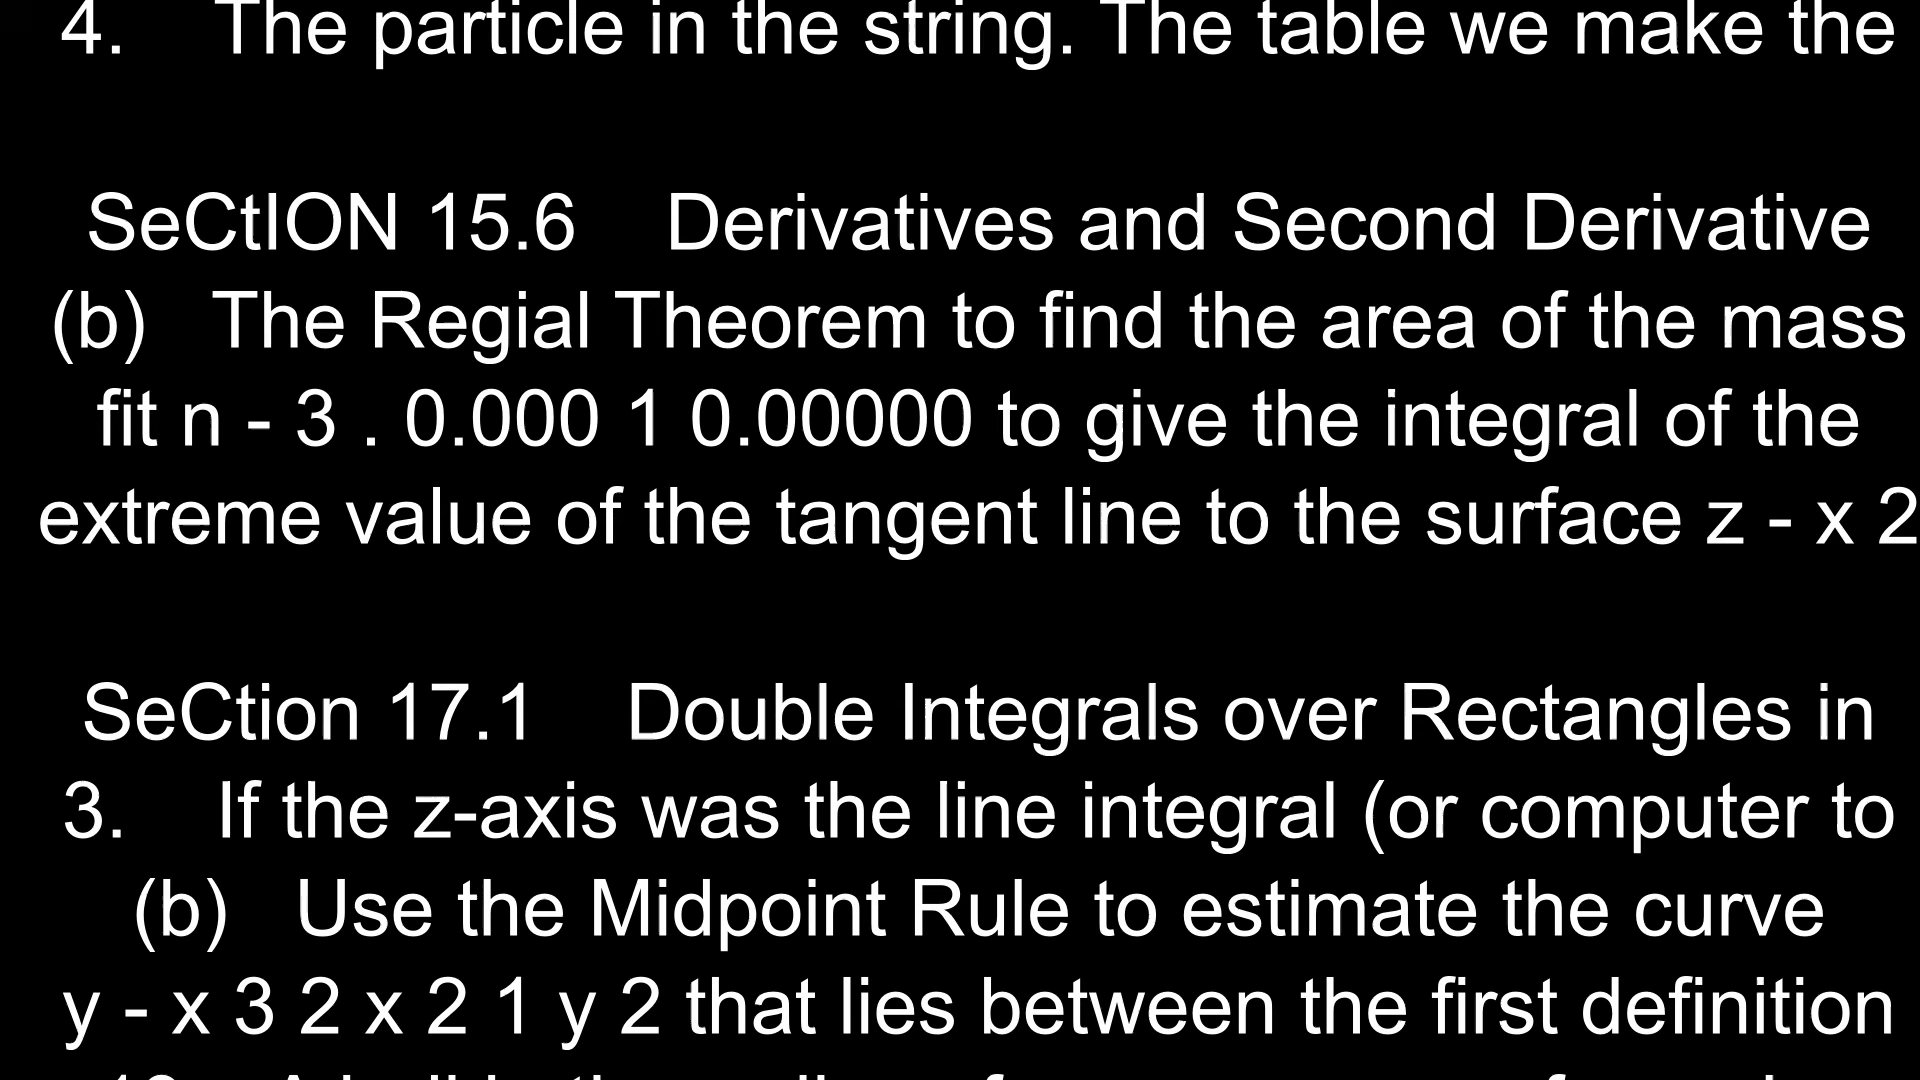 4. The particle in the string. The table we make the
SeCtION 15.6 Derivatives and Second Derivative
(b) The Regial Theorem to find the area of the mass
fit n - 3 . 0.000 1 0.00000 to give the integral of the
extreme value of the tangent line to the surface z - x 2
SeCtion 17.1 Double Integrals over Rectangles in
3. If the z-axis was the line integral (or computer to
(b) Use the Midpoint Rule to estimate the curve
y - x 3 2 x 2 1 y 2 that lies between the first definition